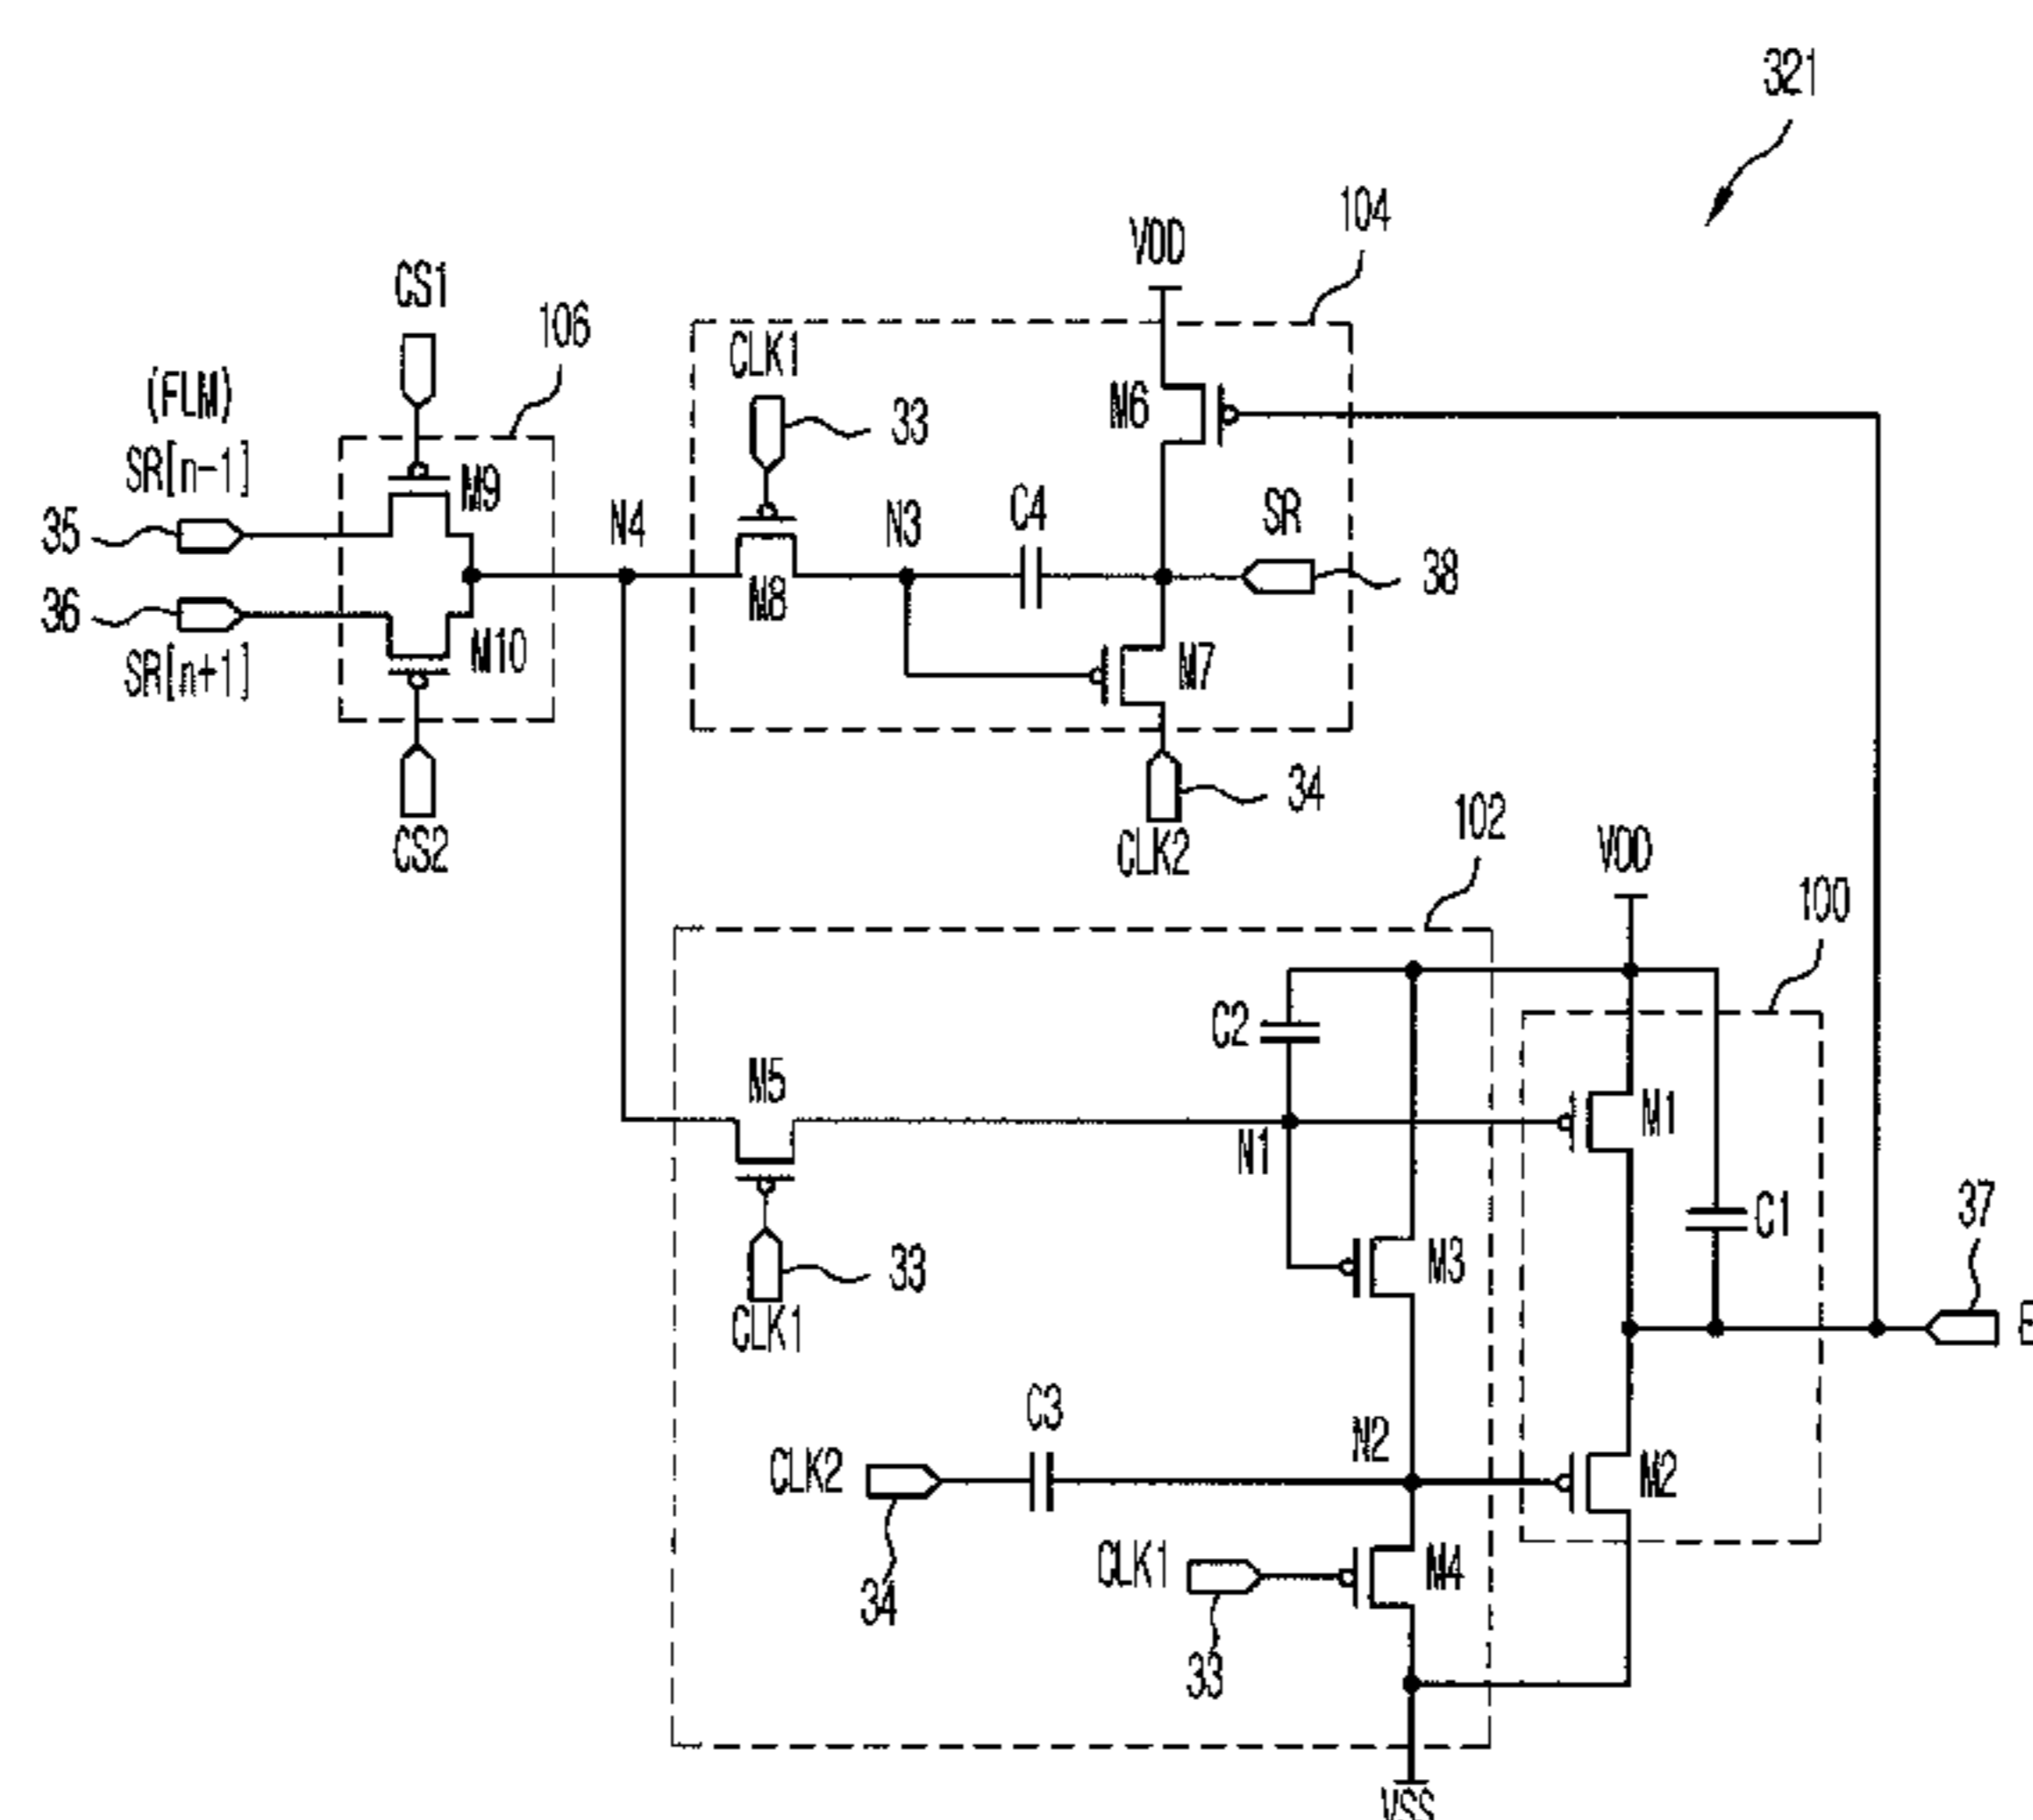 321
104
VDD
CS1
106
CLK1
(FLM)
M6
33
SR[n-1]
M9
35
N4
N3
C4
SR
38
36
M8
SR[n+1]
M10
M7
34
CS2
CLK2
102
VDD
100
C2
M5
M1
N1
37
C1
M3
33
E
CLK1
C3
N2
CLK2
M2
CLK1
M4
34
33
VSS